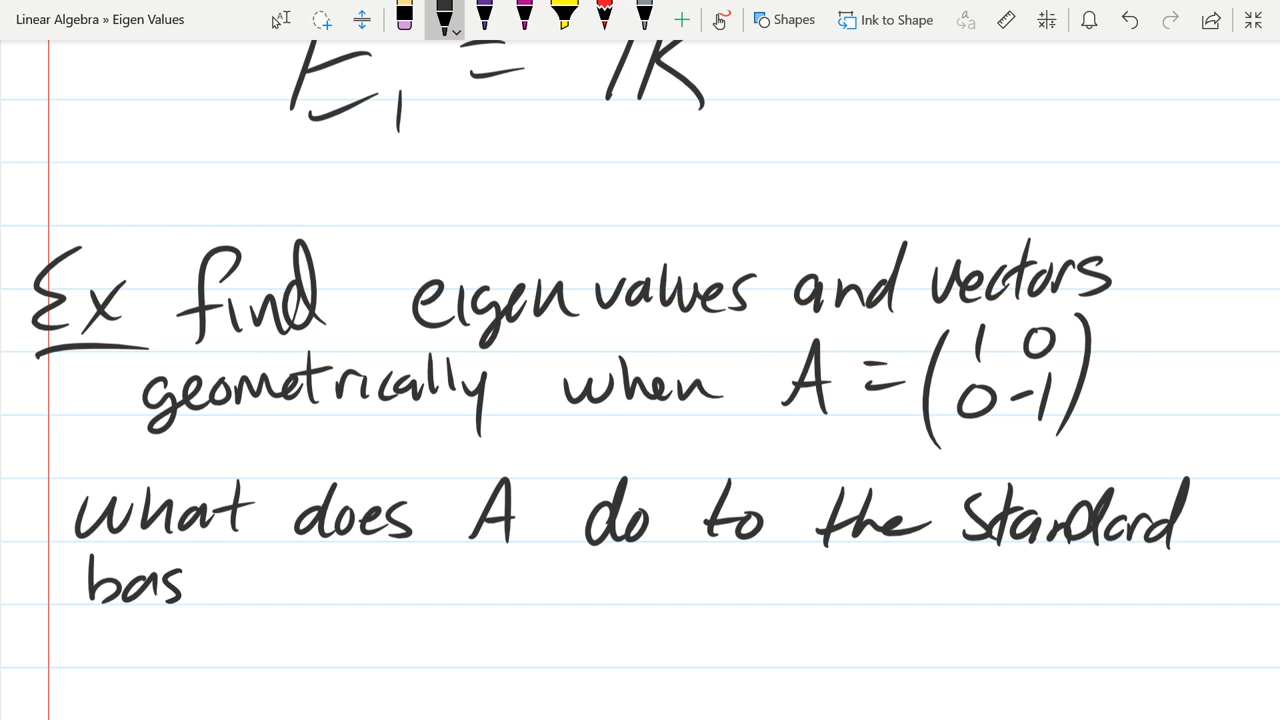 Linear Algebra » Eigen Values
Shapes
Ink to Shape
E₁ = ℝ
Ex find eigen values and vectors
geometrically when A = (1 0
0 -1)
what does A do to the standard
bas